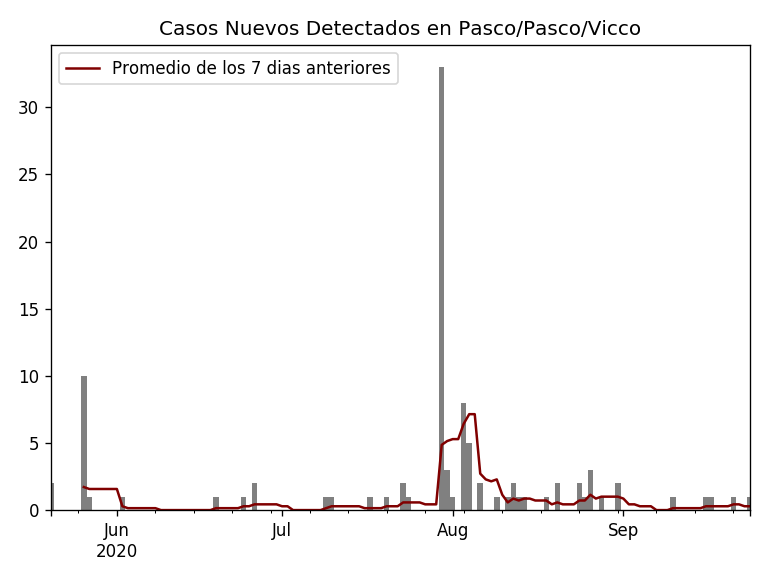 Casos Nuevos Detectados en Pasco/Pasco/Vicco
Promedio de los 7 dias anteriores
30
25
20
15
10
5
0
Jun
2020
Jul
Aug
Sep